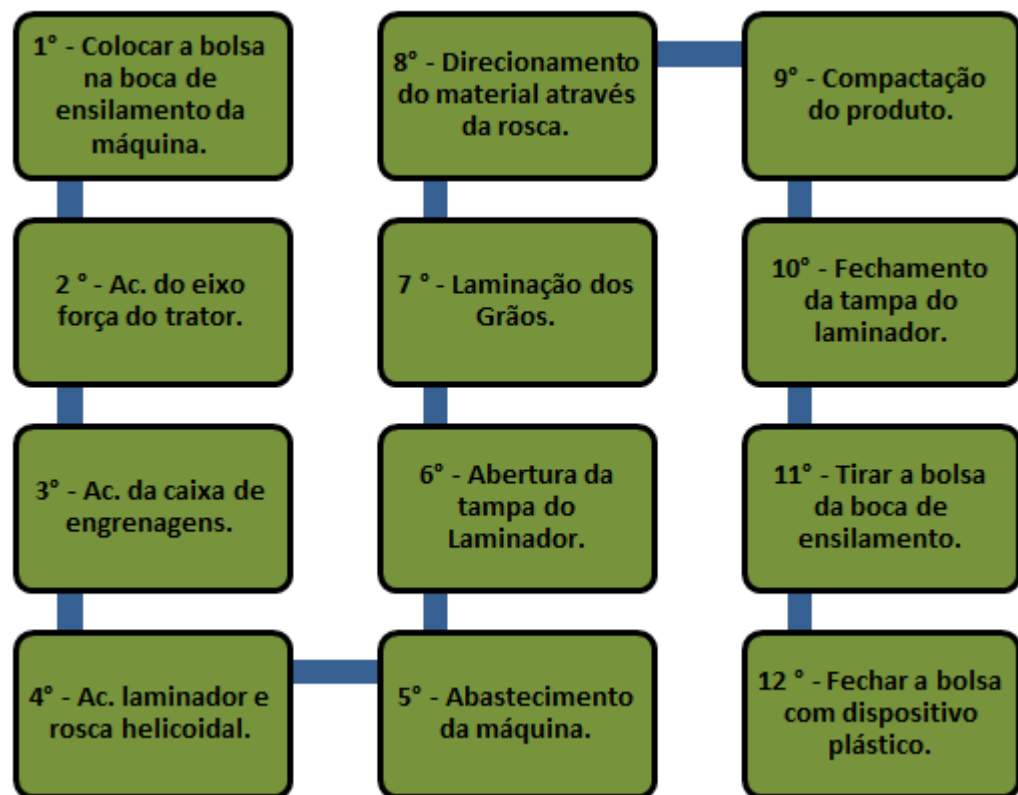 1° - Colocar a bolsa
na boca de
ensilamento da
máquina.
2 ° - Ac. do eixo
força do trator.
3° - Ac. da caixa de
engrenagens.
4° - Ac. laminador e
rosca helicoidal.
5° - Abastecimento
da máquina.
6° - Abertura da
tampa do
Laminador.
7 ° - Laminação dos
Grãos.
8° - Direcionamento
do material através
da rosca.
9° - Compactação
do produto.
10° - Fechamento
da tampa do
laminador.
11° - Tirar a bolsa
da boca de
ensilamento.
12 ° - Fechar a bolsa
com dispositivo
plástico.